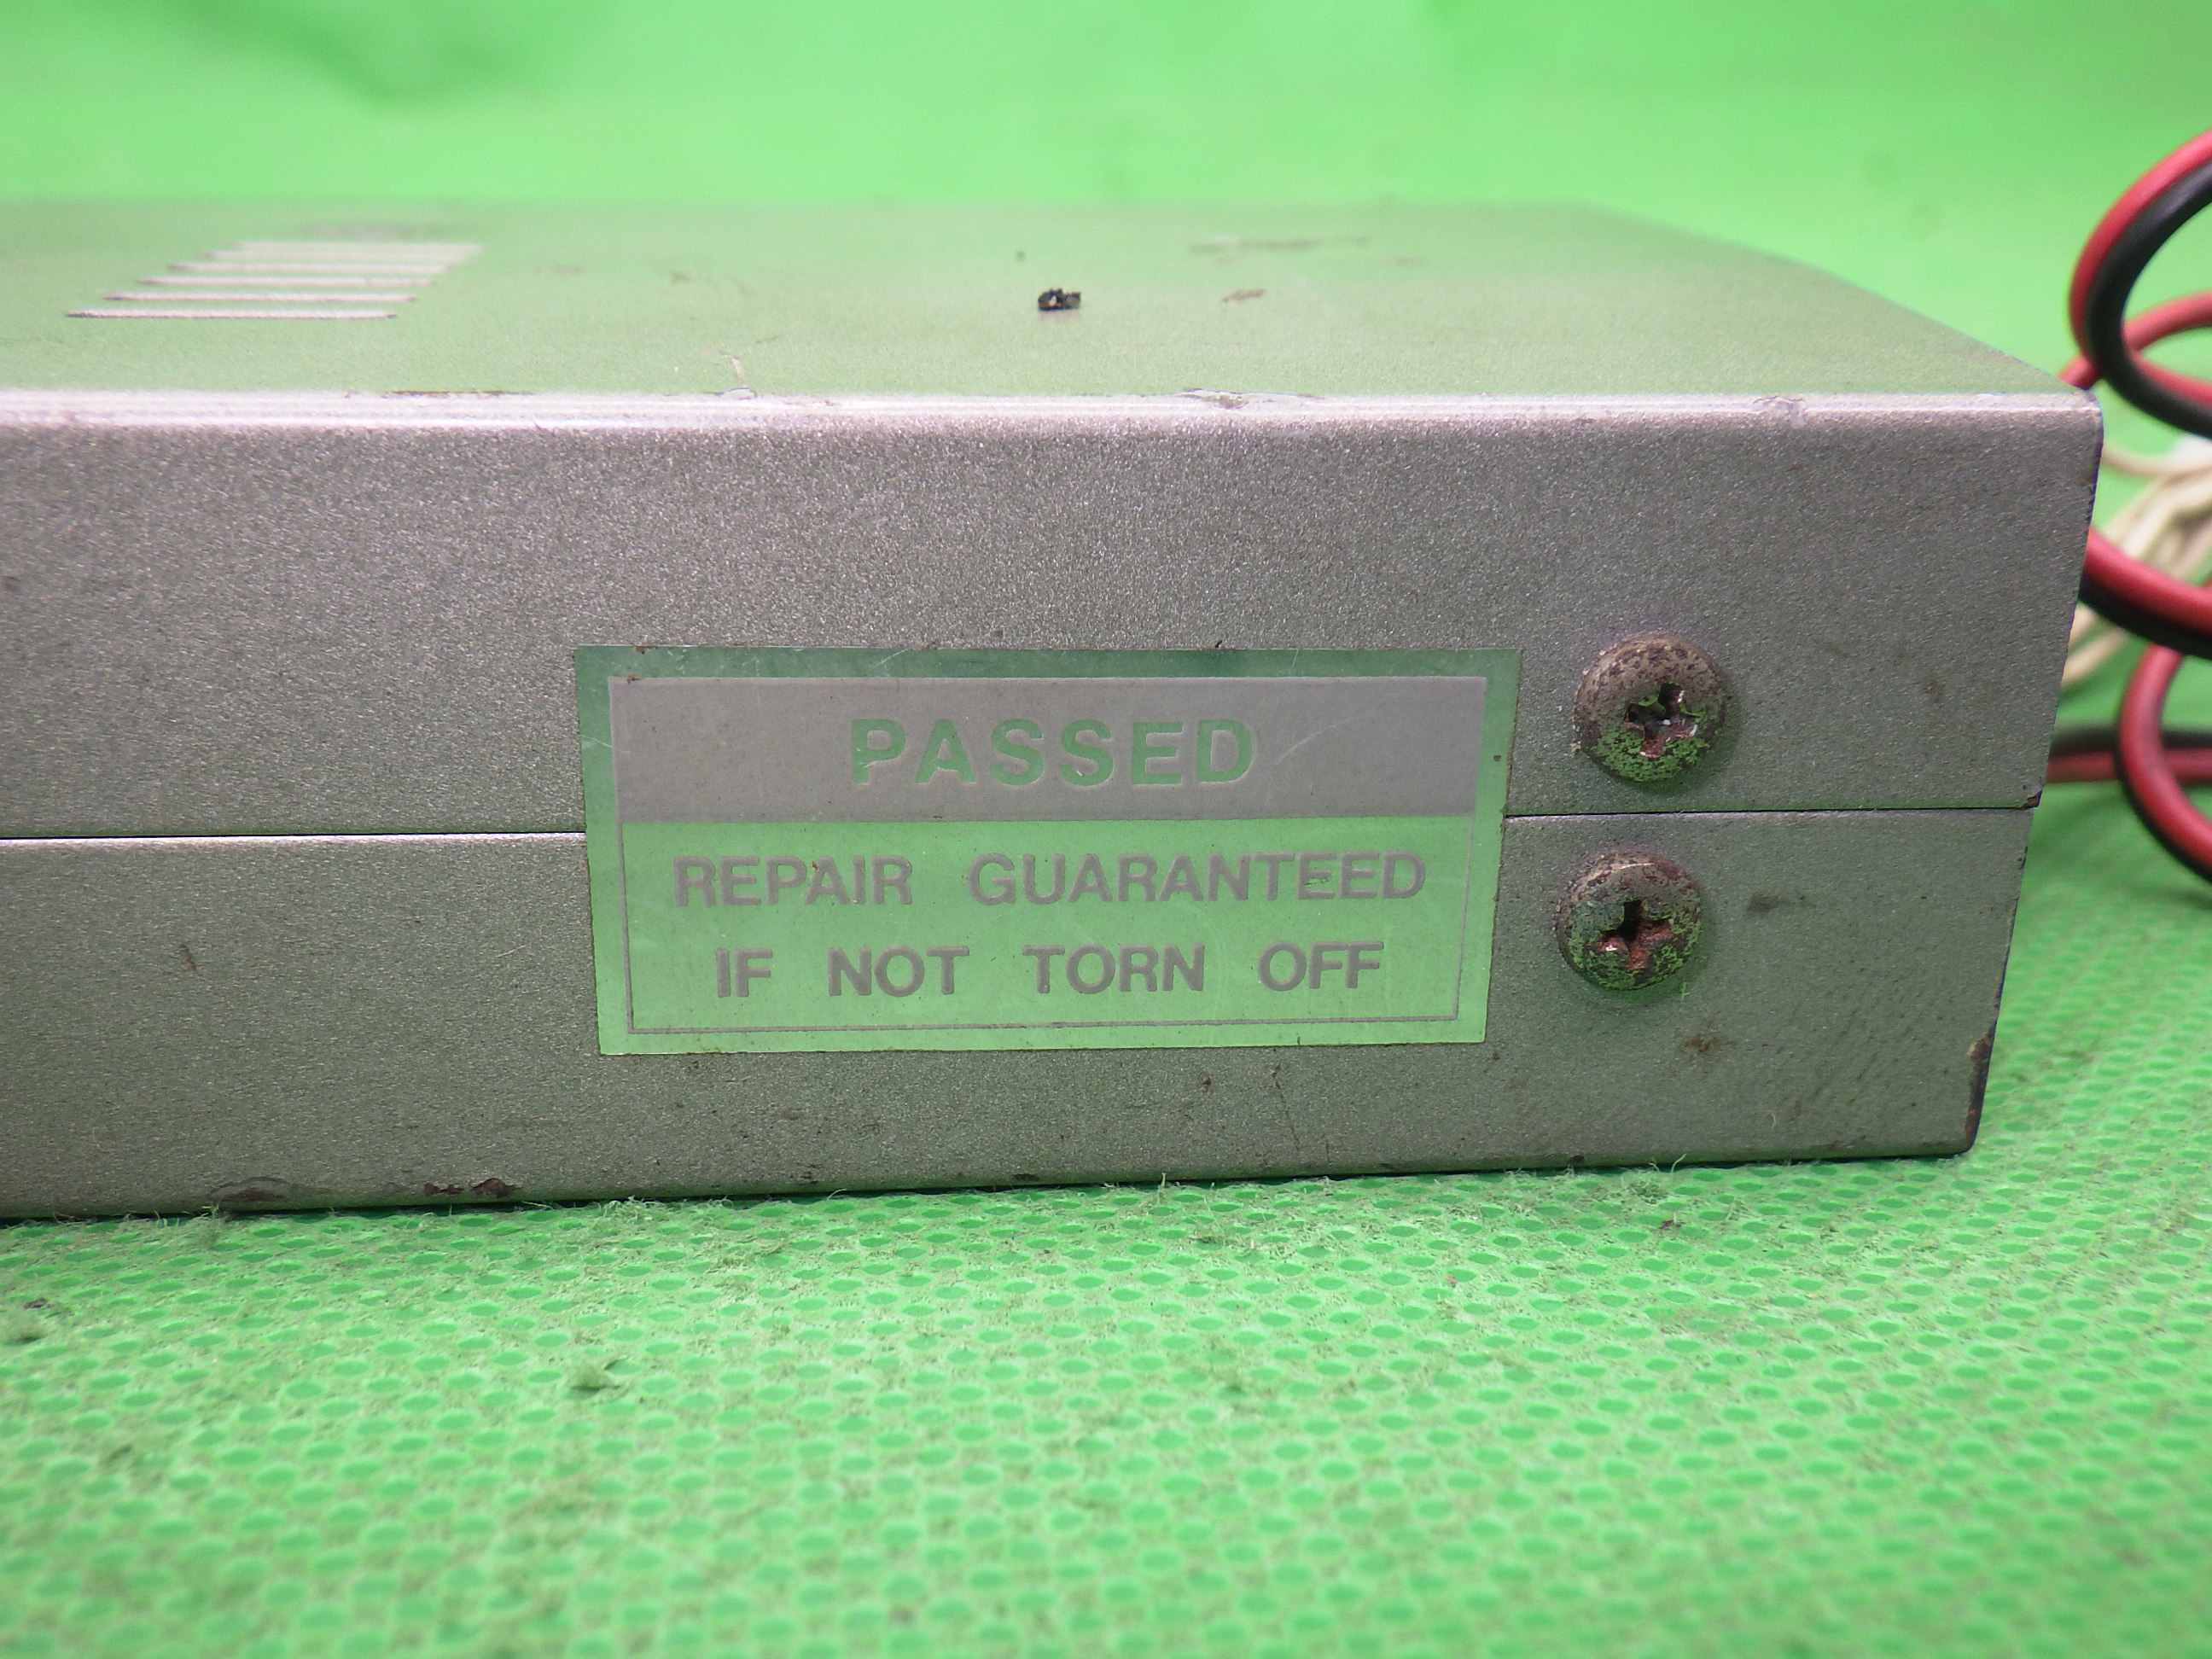 PASSED
REPAIR GUARANTEED
IF NOT TORN OFF